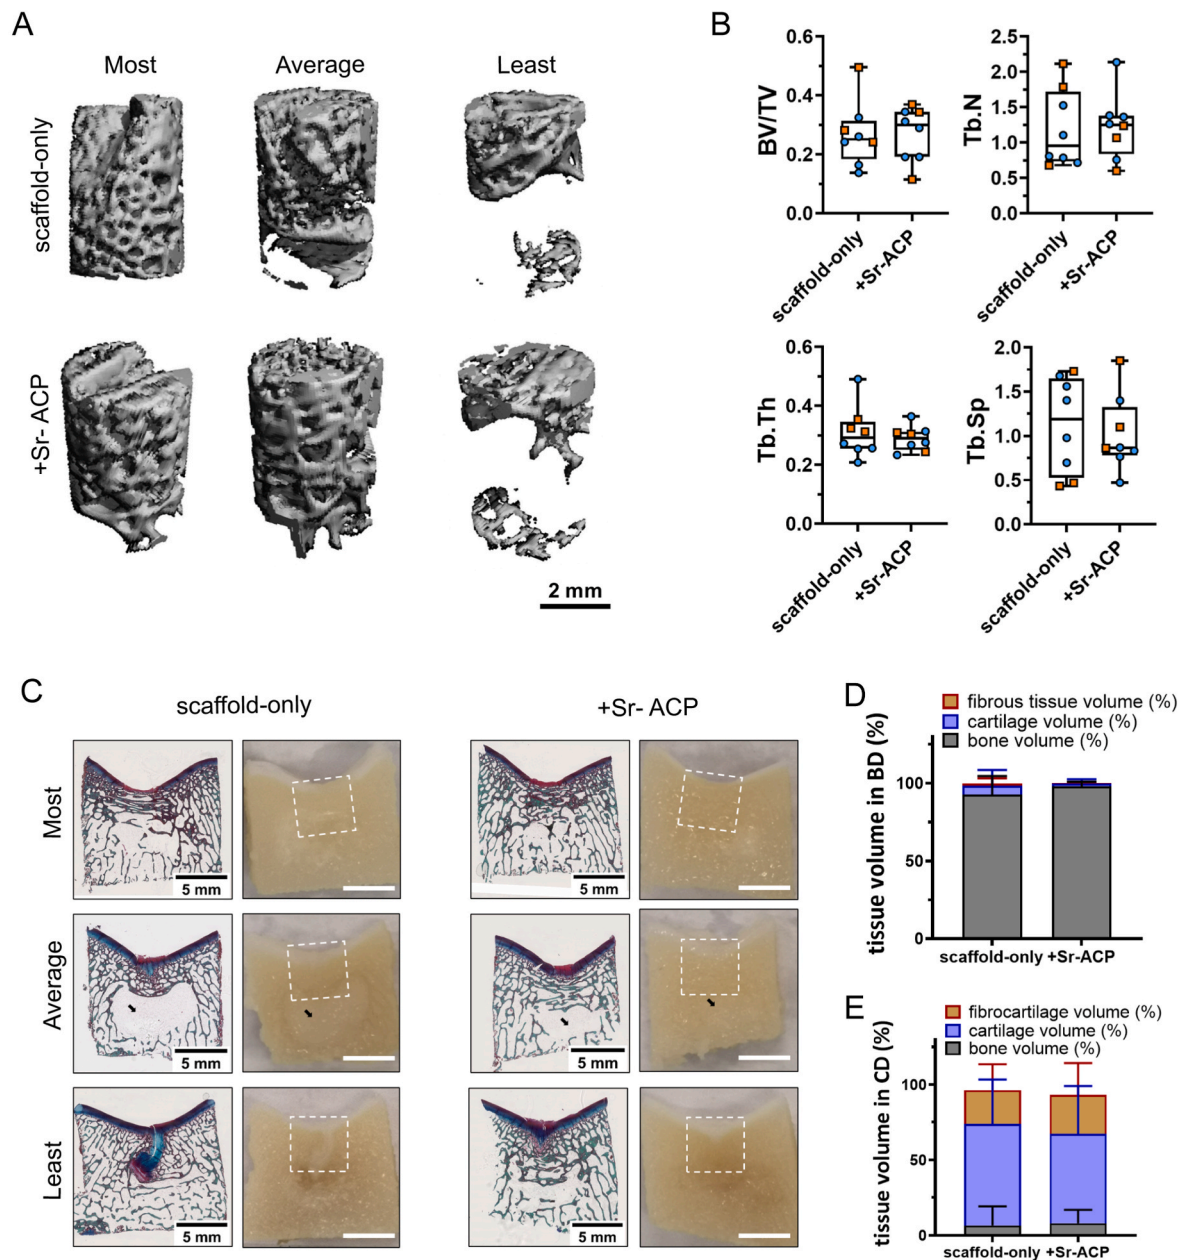 A
Most
Average
Least
scaffold-only
+Sr- ACP
2 mm
B
BV/TV
0.6
0.4
0.2
0.0
scaffold-only
+Sr-ACP
Tb.N
2.5
2.0
1.5
1.0
0.5
0.0
scaffold-only
+Sr-ACP
Tb.Th
0.6
0.4
0.2
0.0
scaffold-only
+Sr-ACP
Tb.Sp
2.0
1.5
1.0
0.5
0.0
scaffold-only
+Sr-ACP
C
scaffold-only
+Sr- ACP
Most
5 mm
5 mm
Average
5 mm
5 mm
Least
5 mm
5 mm
D
fibrous tissue volume (%)
cartilage volume (%)
bone volume (%)
tissue volume in BD (%)
100
50
0
scaffold-only +Sr-ACP
E
fibrocartilage volume (%)
cartilage volume (%)
bone volume (%)
tissue volume in CD (%)
100
50
0
scaffold-only +Sr-ACP